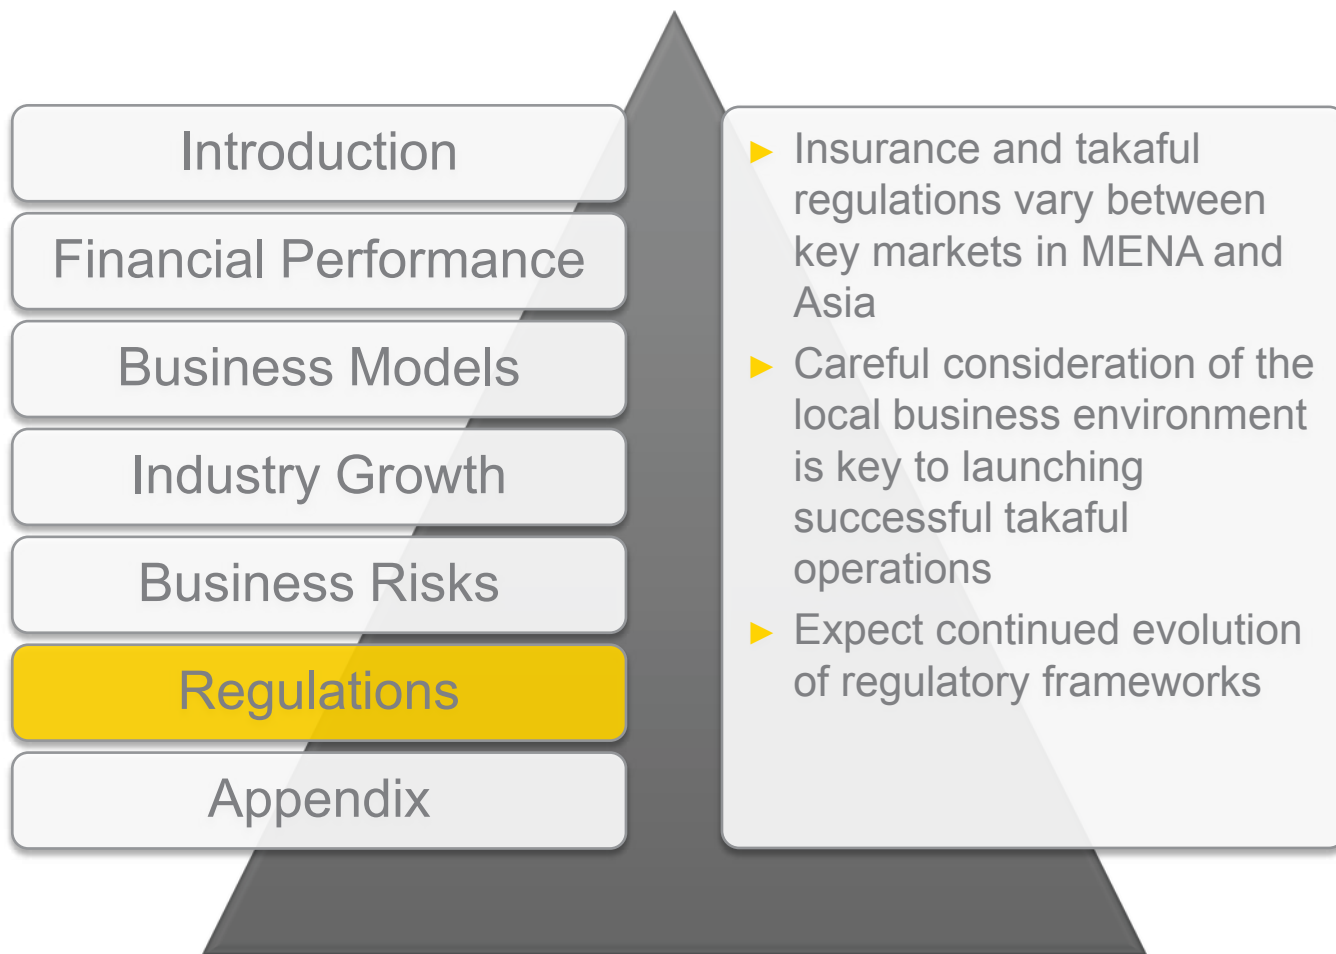 Introduction
Financial Performance
Business Models
Industry Growth
Business Risks
Regulations
Appendix
► Insurance and takaful
regulations vary between
key markets in MENA and
Asia
► Careful consideration of the
local business environment
is key to launching
successful takaful
operations
► Expect continued evolution
of regulatory frameworks